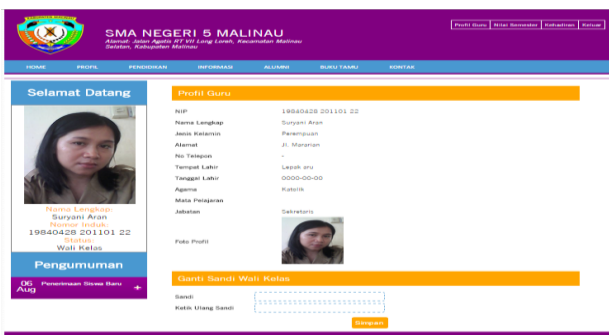 SMA NEGERI 5 MALINAU
Alamat: Jalan Agatis RT VII Long Loreh, Kecamatan Malinau
Selatan, Kabupaten Malinau
Profil Guru Nilai Semester Kehadiran Keluar
HOME PROFIL PENDIDIKAN INFORMASI ALUMNI BUKU TAMU KONTAK
Selamat Datang
Nama Lengkap:
Suryani Aran
Nomor Induk:
19840428 201101 22
Status:
Wali Kelas
Pengumuman
06 Aug Penerimaan Siswa Baru +
Profil Guru
NIP 19840428 201101 22
Nama Lengkap Suryani Aran
Jenis Kelamin Perempuan
Alamat Jl. Mararian
No Telepon -
Tempat Lahir Lepak aru
Tanggal Lahir 0000-00-00
Agama Katolik
Mata Pelajaran
Jabatan Sekretaris
Foto Profil
Ganti Sandi Wali Kelas
Sandi
Ketik Ulang Sandi
Simpan